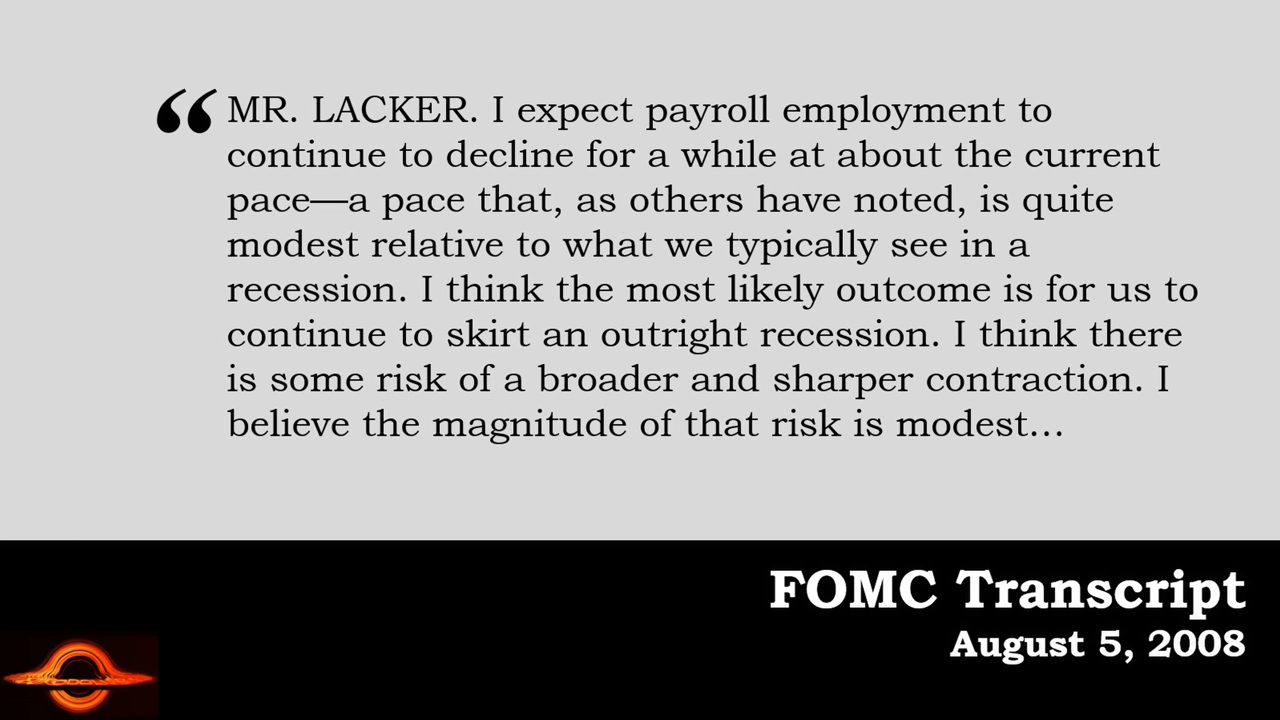 “MR. LACKER. I expect payroll employment to
continue to decline for a while at about the current
pace—a pace that, as others have noted, is quite
modest relative to what we typically see in a
recession. I think the most likely outcome is for us to
continue to skirt an outright recession. I think there
is some risk of a broader and sharper contraction. I
believe the magnitude of that risk is modest…
FOMC Transcript
August 5, 2008